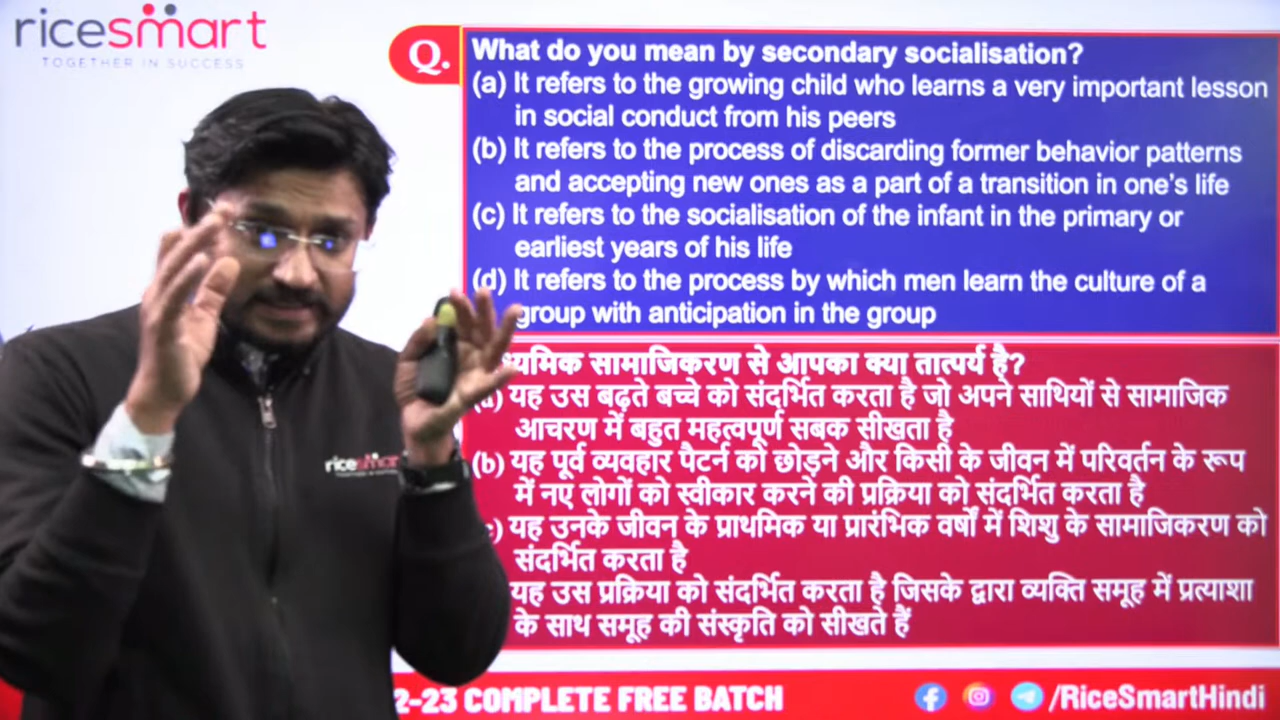 ricesmart
TOGETHER IN SUCCESS
Q. What do you mean by secondary socialisation?
(a) It refers to the growing child who learns a very important lesson
in social conduct from his peers
(b) It refers to the process of discarding former behavior patterns
and accepting new ones as a part of a transition in one's life
(c) It refers to the socialisation of the infant in the primary or
earliest years of his life
(d) It refers to the process by which men learn the culture of a
group with anticipation in the group
सामाजिकरण से आपका क्या तात्पर्य है?
यह उस बढ़ते बच्चे को संदर्भित करता है जो अपने साथियों से सामाजिक
आचरण में बहुत महत्वपूर्ण सबक सीखता है
(b) यह पूर्व व्यवहार पैटर्न को छोड़ने और किसी के जीवन में परिवर्तन के रूप
में नए लोगों को स्वीकार करने की प्रक्रिया को संदर्भित करता है
यह उनके जीवन के प्राथमिक या प्रारंभिक वर्षों में शिशु के सामाजिकरण को
संदर्भित करता है
यह उस प्रक्रिया को संदर्भित करता है जिसके द्वारा व्यक्ति समूह में प्रत्याशा
के साथ समूह की संस्कृति को सीखते हैं
ricesmart
2-23 COMPLETE FREE BATCH
/RiceSmartHindi